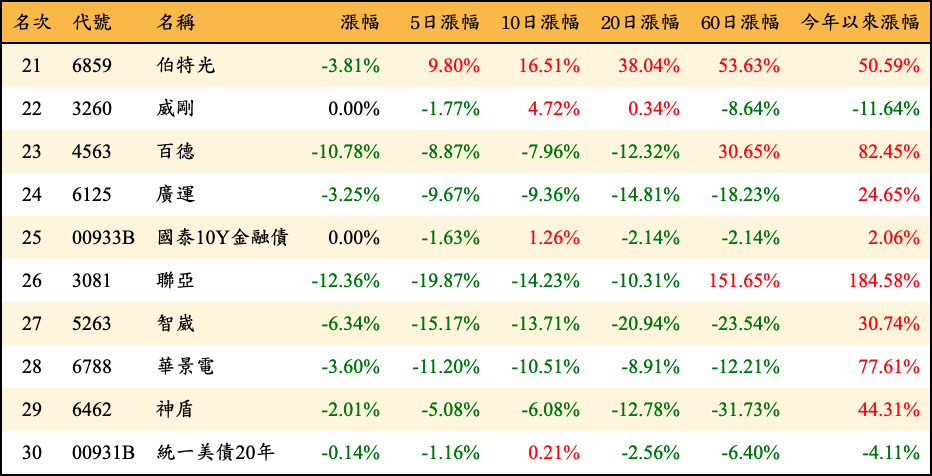 名次 代號 名稱 漲幅 5日漲幅 10日漲幅 20日漲幅 60日漲幅 今年以來漲幅
21 6859 伯特光 -3.81% 9.80% 16.51% 38.04% 53.63% 50.59%
22 3260 威剛 0.00% -1.77% 4.72% 0.34% -8.64% -11.64%
23 4563 百德 -10.78% -8.87% -7.96% -12.32% 30.65% 82.45%
24 6125 廣運 -3.25% -9.67% -9.36% -14.81% -18.23% 24.65%
25 00933B 國泰10Y金融債 0.00% -1.63% 1.26% -2.14% -2.14% 2.06%
26 3081 聯亞 -12.36% -19.87% -14.23% -10.31% 151.65% 184.58%
27 5263 智崴 -6.34% -15.17% -13.71% -20.94% -23.54% 30.74%
28 6788 華景電 -3.60% -11.20% -10.51% -8.91% -12.21% 77.61%
29 6462 神盾 -2.01% -5.08% -6.08% -12.78% -31.73% 44.31%
30 00931B 統一美債20年 -0.14% -1.16% 0.21% -2.56% -6.40% -4.11%